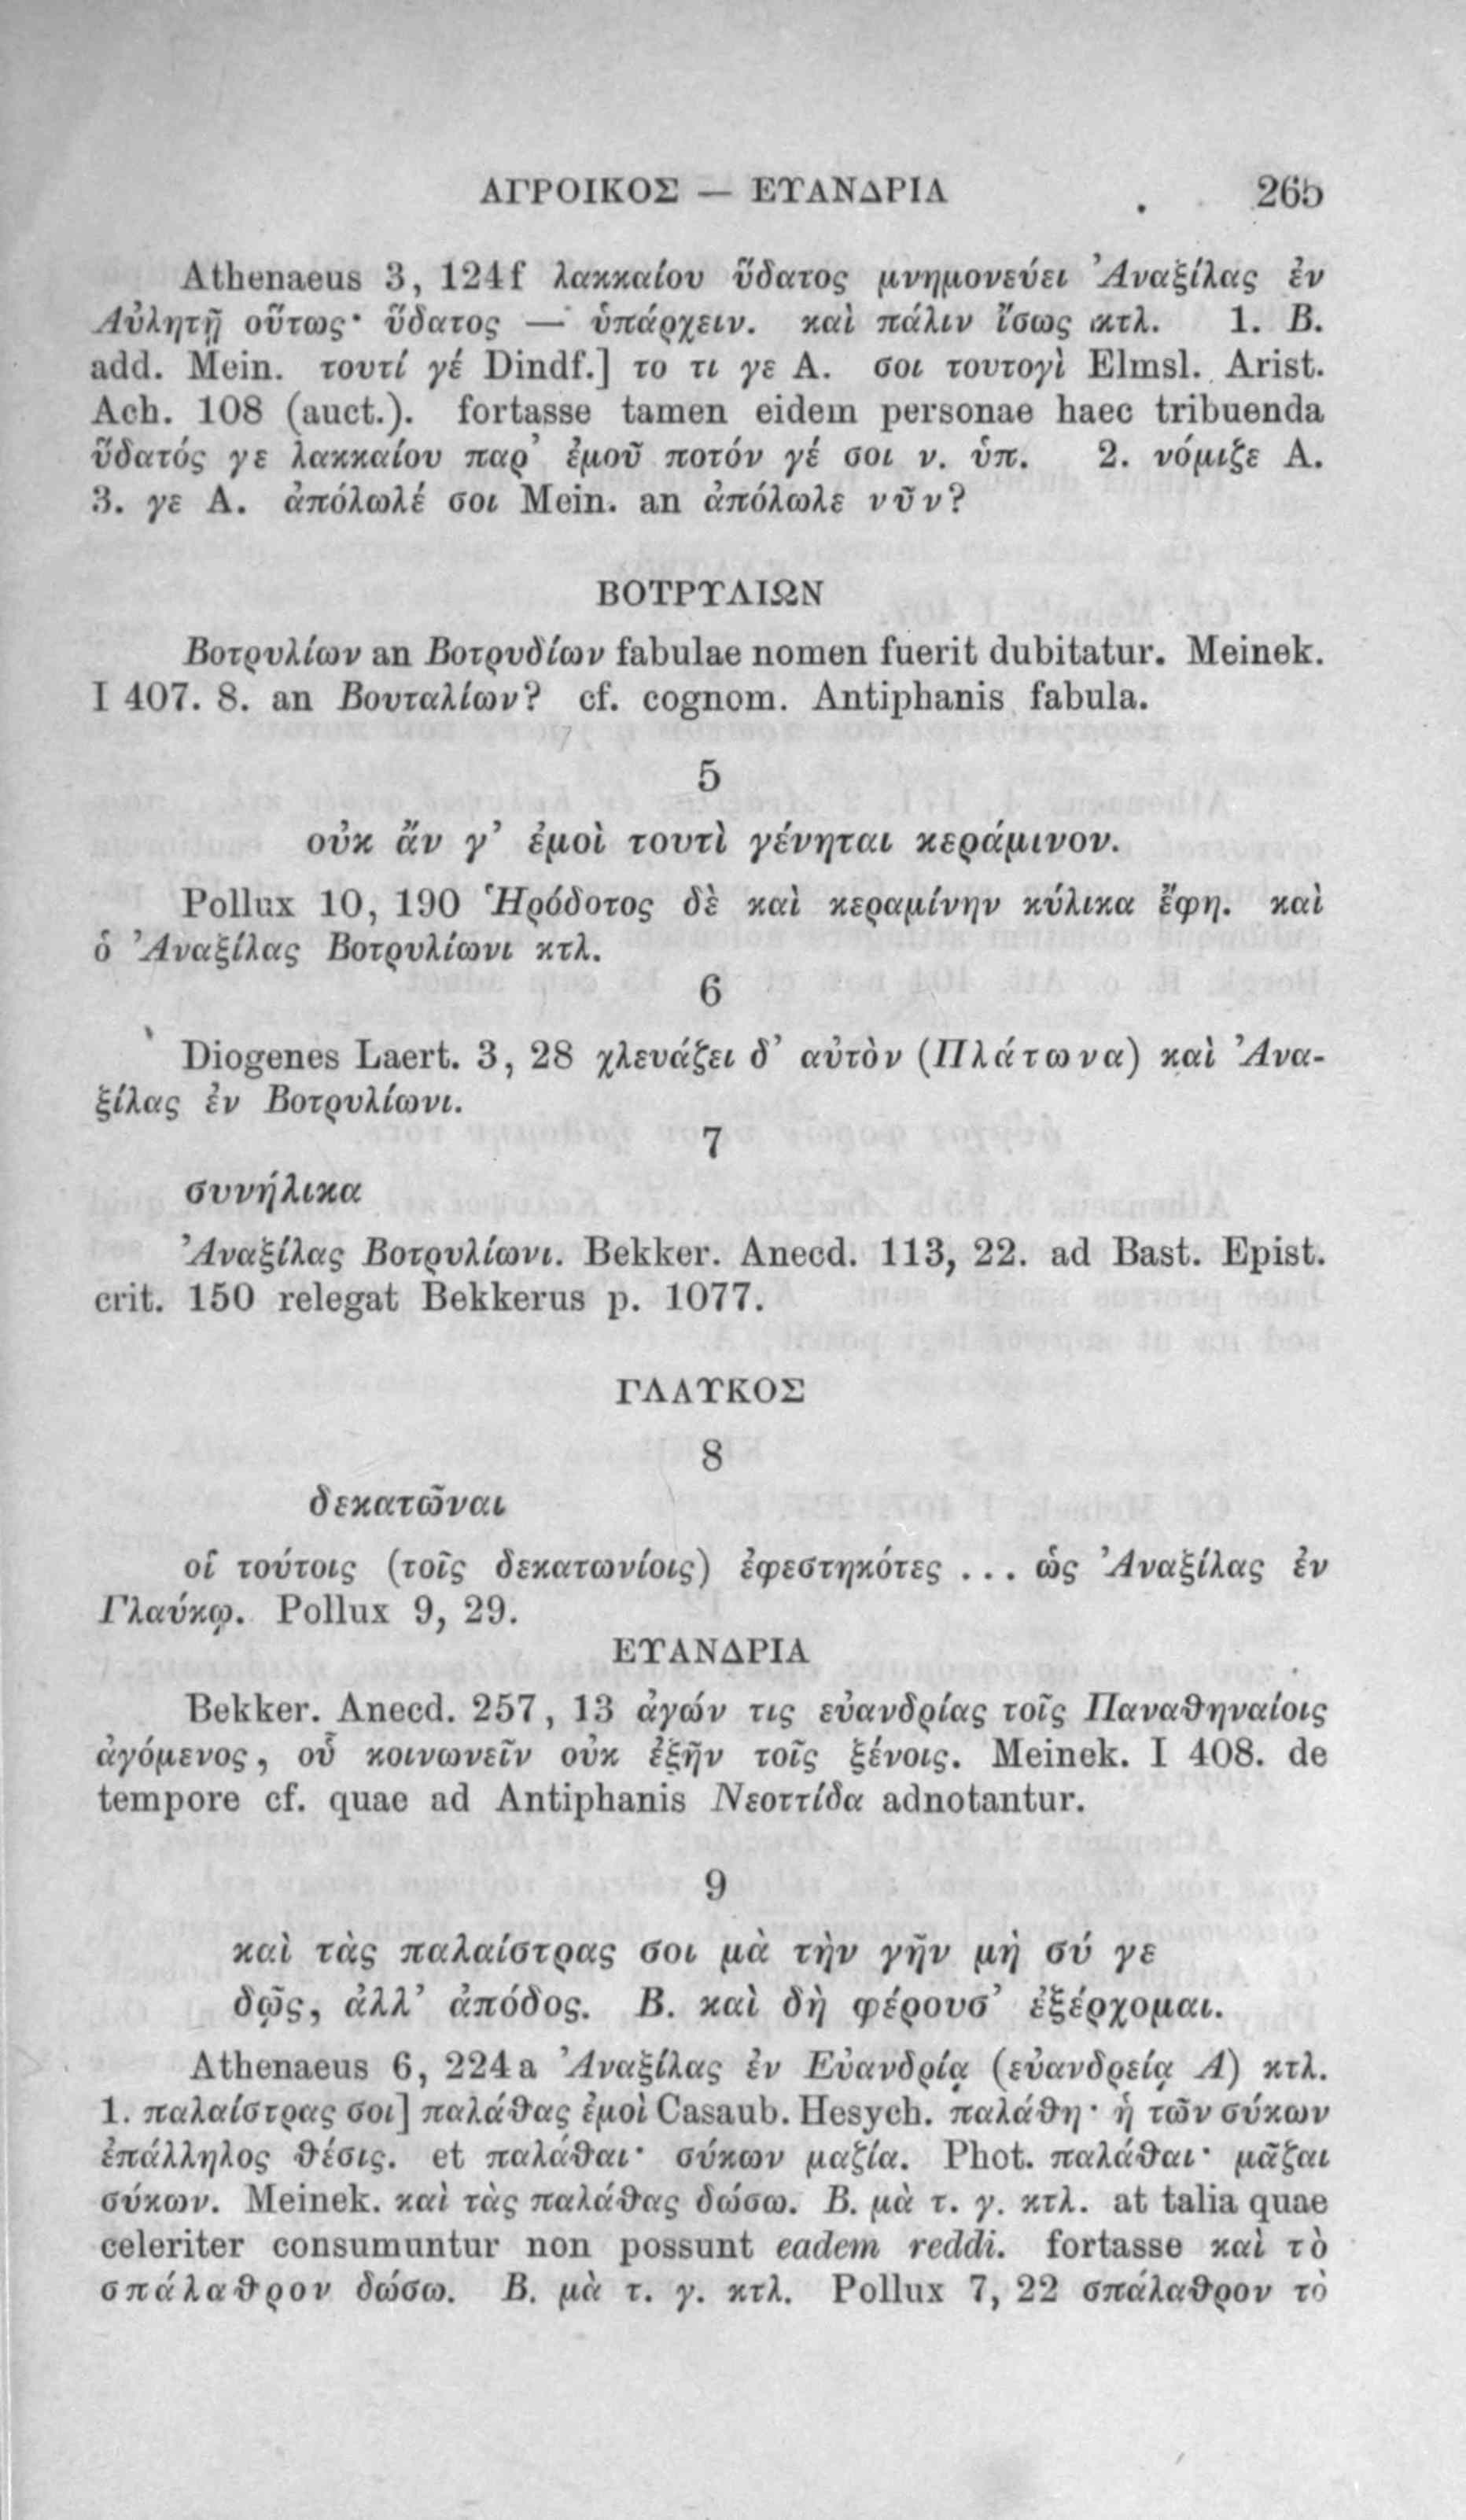 ΑΓΡΟΙΚΟΣ — ΕΥΑΝΔΡΙΑ 265
Athenaeus 3, 124f λακκαίου ὕδατος μνημονεύει Ἀναξίλας ἐν
Αὐλητῇ οὕτως· ὕδατος — ὑπάρχειν. καὶ πάλιν ἴσως κτλ. 1. B.
add. Mein. τουτί γέ Dindf.] το τι γε A. σοι τουτογὶ Elmsl. Arist.
Ach. 108 (auct.). fortasse tamen eidem personae haec tribuenda
ὕδατός γε λακκαίου παρ’ ἐμοῦ ποτόν γέ σοι ν. ὑπ. 2. νόμιζε A.
3. γε A. ἀπόλωλέ σοι Mein. an ἀπόλωλε νῦν?
ΒΟΤΡΥΛΙΩΝ
Βοτρυλίων an Βοτρυδίων fabulae nomen fuerit dubitatur. Meinek.
I 407. 8. an Βουταλίων? cf. cognom. Antiphanis fabula.
5
οὐκ ἄν γ’ ἐμοὶ τουτὶ γένηται κεράμινον.
Pollux 10, 190 Ἡρόδοτος δὲ καὶ κεραμίνην κύλικα ἔφη. καὶ
ὁ Ἀναξίλας Βοτρυλίωνι κτλ.
6
Diogenes Laert. 3, 28 χλευάζει δ’ αὐτὸν (Πλάτωνα) καὶ Ἀνα-
ξίλας ἐν Βοτρυλίωνι.
7
συνήλικα
Ἀναξίλας Βοτρυλίωνι. Bekker. Anecd. 113, 22. ad Bast. Epist.
crit. 150 relegat Bekkerus p. 1077.
ΓΛΑΥΚΟΣ
8
δεκατῶναι
οἱ τούτοις (τοῖς δεκατωνίοις) ἐφεστηκότες ... ὡς Ἀναξίλας ἐν
Γλαύκῳ. Pollux 9, 29.
ΕΥΑΝΔΡΙΑ
Bekker. Anecd. 257, 13 ἀγών τις εὐανδρίας τοῖς Παναθηναίοις
ἀγόμενος, οὗ κοινωνεῖν οὐκ ἐξῆν τοῖς ξένοις. Meinek. I 408. de
tempore cf. quae ad Antiphanis Νεοττίδα adnotantur.
9
καὶ τὰς παλαίστρας σοι μὰ τὴν γῆν μὴ σύ γε
δῷς, ἀλλ’ ἀπόδος. B. καὶ δὴ φέρουσ’ ἐξέρχομαι.
Athenaeus 6, 224a Ἀναξίλας ἐν Εὐανδρίᾳ (εὐανδρείᾳ A) κτλ.
1. παλαίστρας σοι] παλάθας ἐμοὶ Casaub. Hesych. παλάθη· ἡ τῶν σύκων
ἐπάλληλος θέσις. et παλάθαι· σύκων μαζία. Phot. παλάθαι· μᾶζαι
σύκων. Meinek. καὶ τὰς παλάθας δώσω. B. μὰ τ. γ. κτλ. at talia quae
celeriter consumuntur non possunt eadem reddi. fortasse καὶ τὸ
σπάλαθρον δώσω. B. μὰ τ. γ. κτλ. Pollux 7, 22 σπάλαθρον τὸ